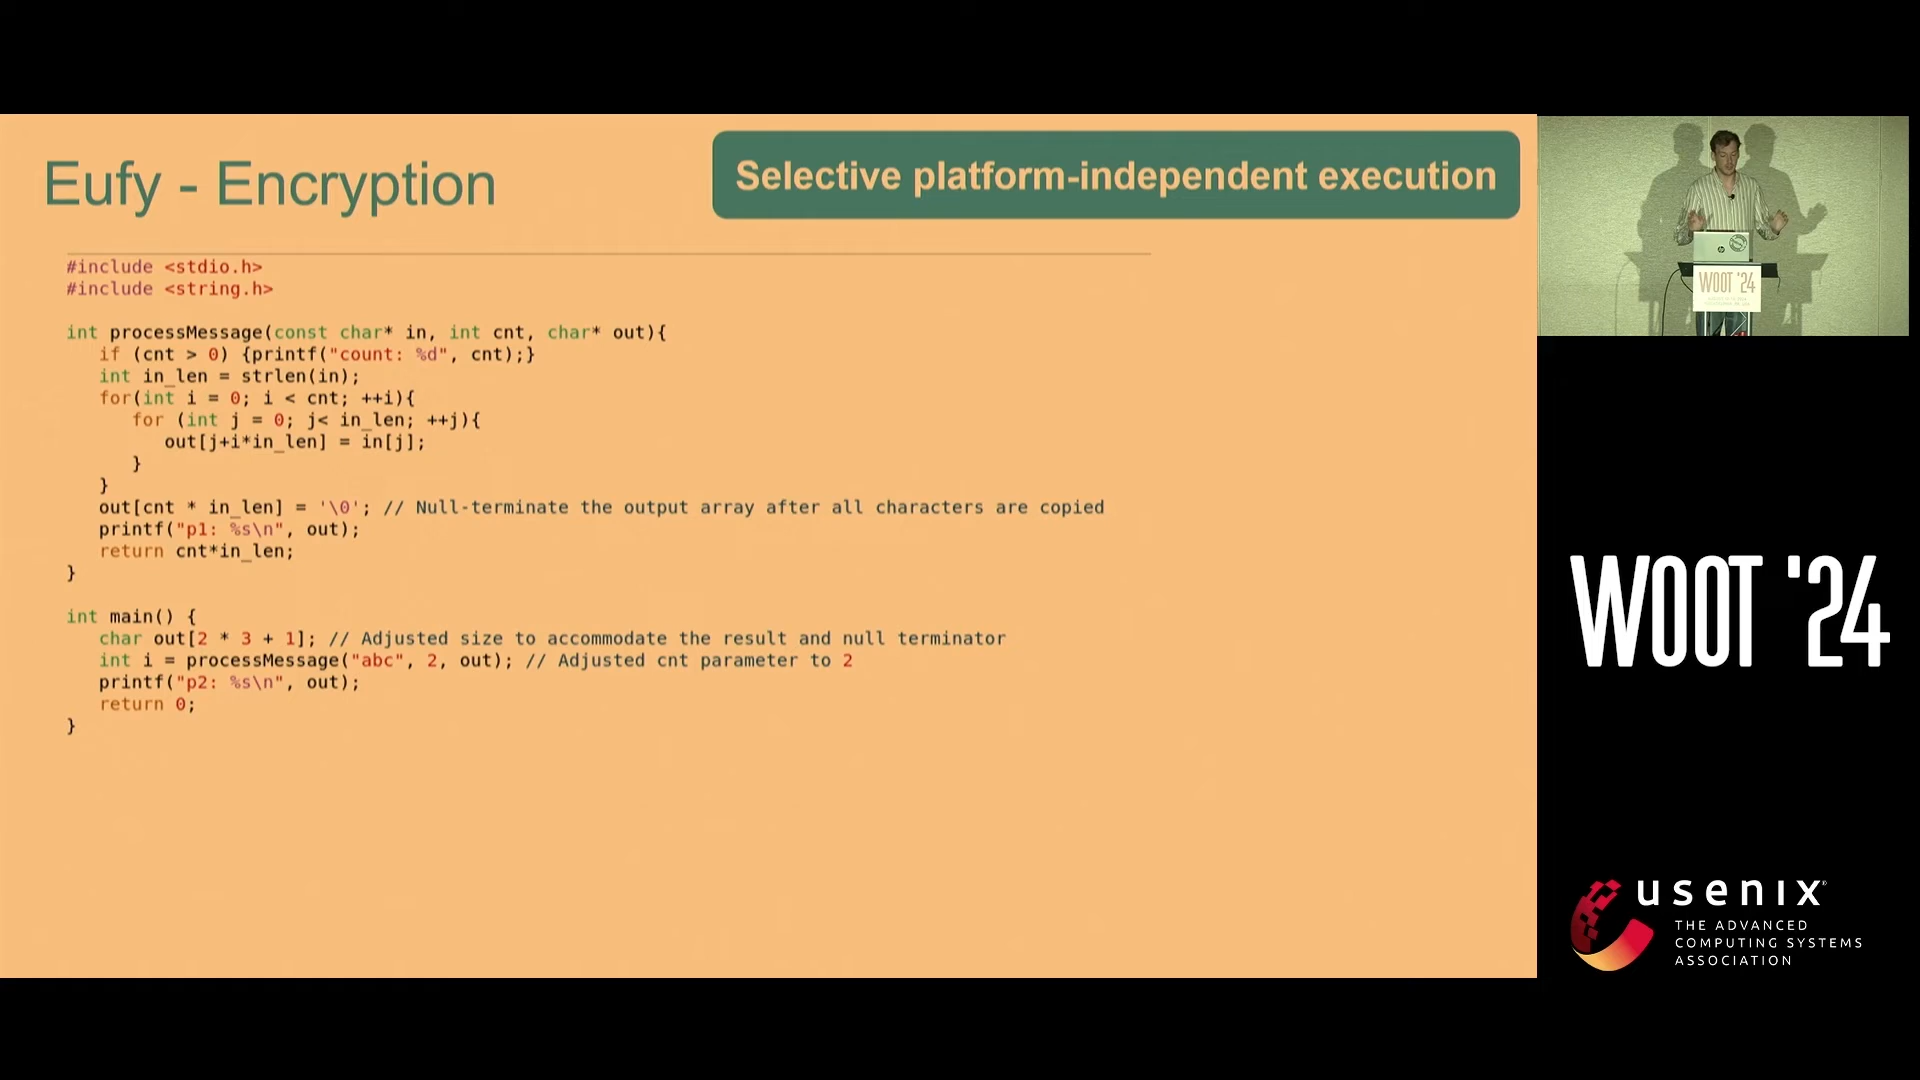 Eufy - Encryption
Selective platform-independent execution
#include <stdio.h>
#include <string.h>
int processMessage(const char* in, int cnt, char* out){
   if (cnt > 0) {printf("count: %d", cnt);}
   int in_len = strlen(in);
   for(int i = 0; i < cnt; ++i){
      for (int j = 0; j< in_len; ++j){
         out[j+i*in_len] = in[j];
      }
   }
   out[cnt * in_len] = '\0'; // Null-terminate the output array after all characters are copied
   printf("p1: %s\n", out);
   return cnt*in_len;
}
int main() {
   char out[2 * 3 + 1]; // Adjusted size to accommodate the result and null terminator
   int i = processMessage("abc", 2, out); // Adjusted cnt parameter to 2
   printf("p2: %s\n", out);
   return 0;
}
WOOT '24
WOOT '24
usenix®
THE ADVANCED
COMPUTING SYSTEMS
ASSOCIATION